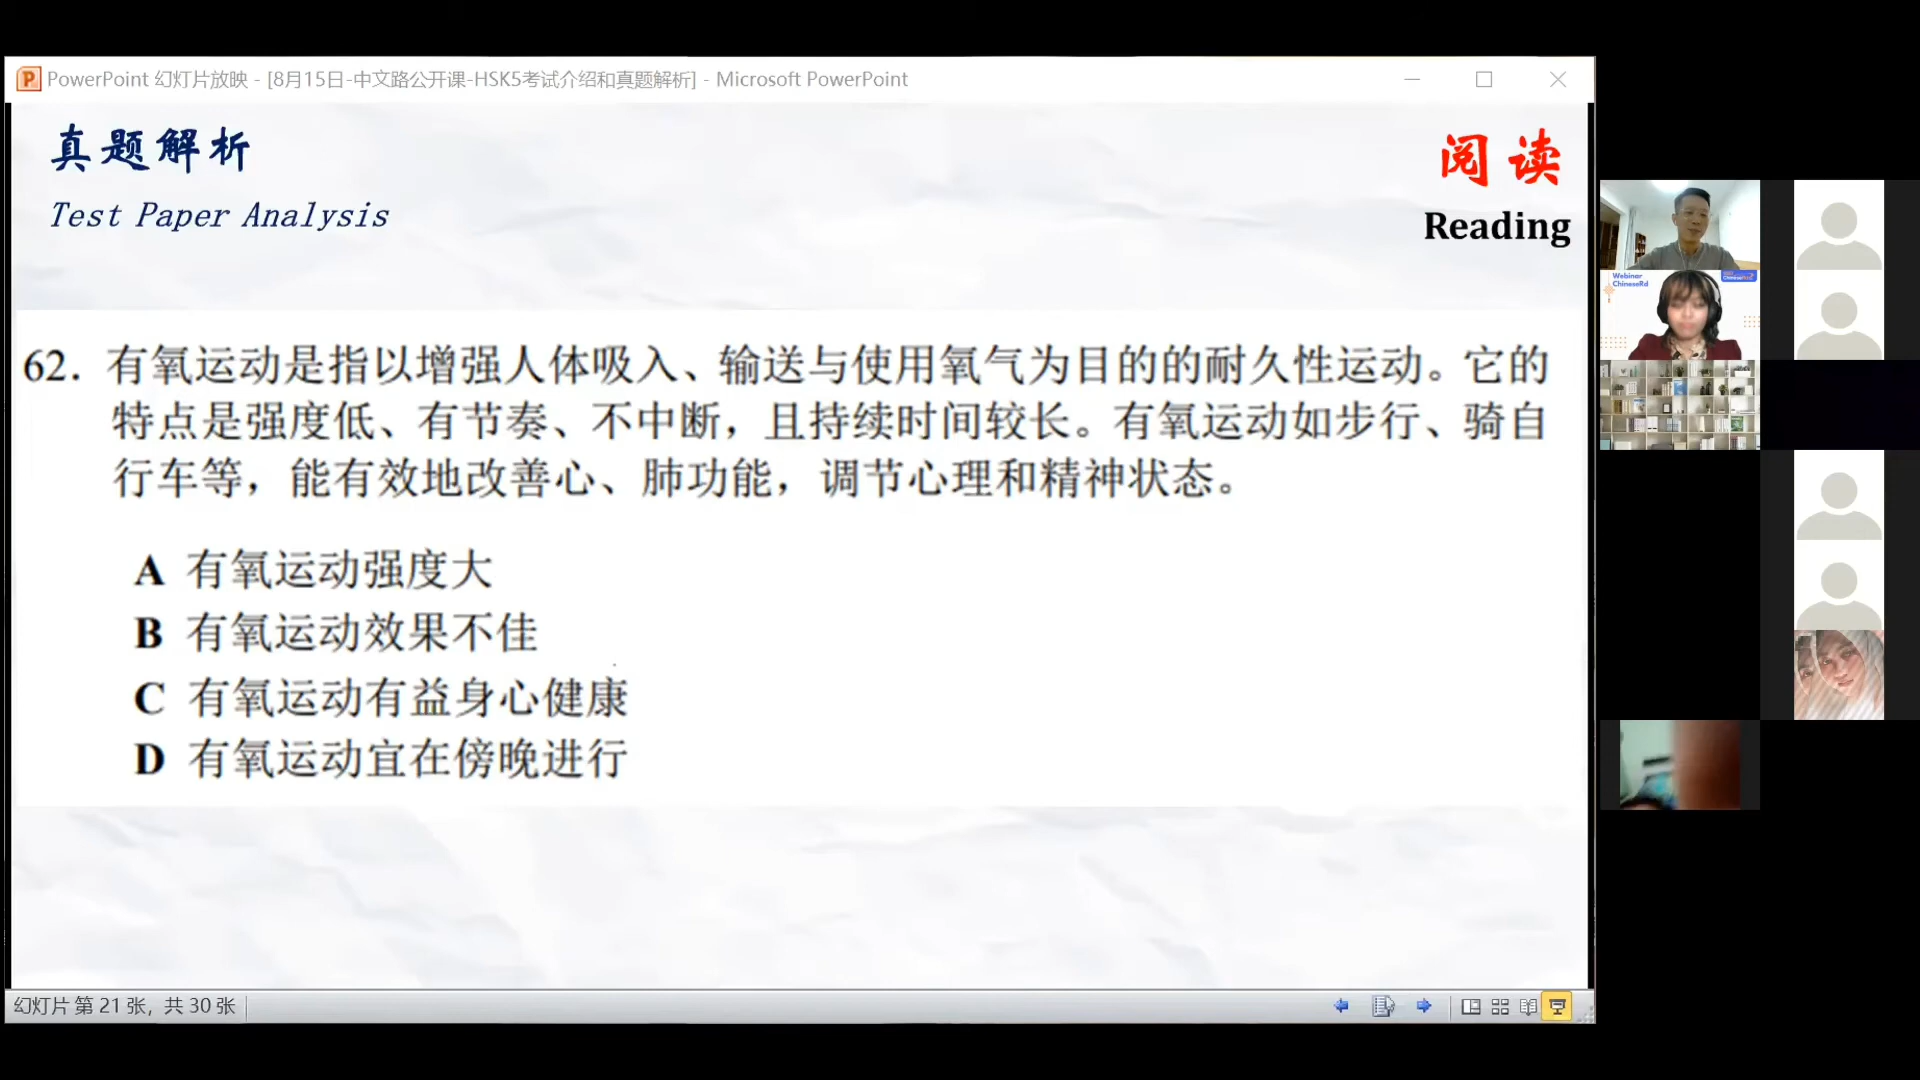 PowerPoint 幻灯片放映 - [8月15日-中文路公开课-HSK5考试介绍和真题解析] - Microsoft PowerPoint
真题解析
Test Paper Analysis
阅读
Reading
62. 有氧运动是指以增强人体吸入、输送与使用氧气为目的的耐久性运动。它的
特点是强度低、有节奏、不中断，且持续时间较长。有氧运动如步行、骑自
行车等，能有效地改善心、肺功能，调节心理和精神状态。
A 有氧运动强度大
B 有氧运动效果不佳
C 有氧运动有益身心健康
D 有氧运动宜在傍晚进行
幻灯片 第 21 张，共 30 张
Webinar
ChineseRd